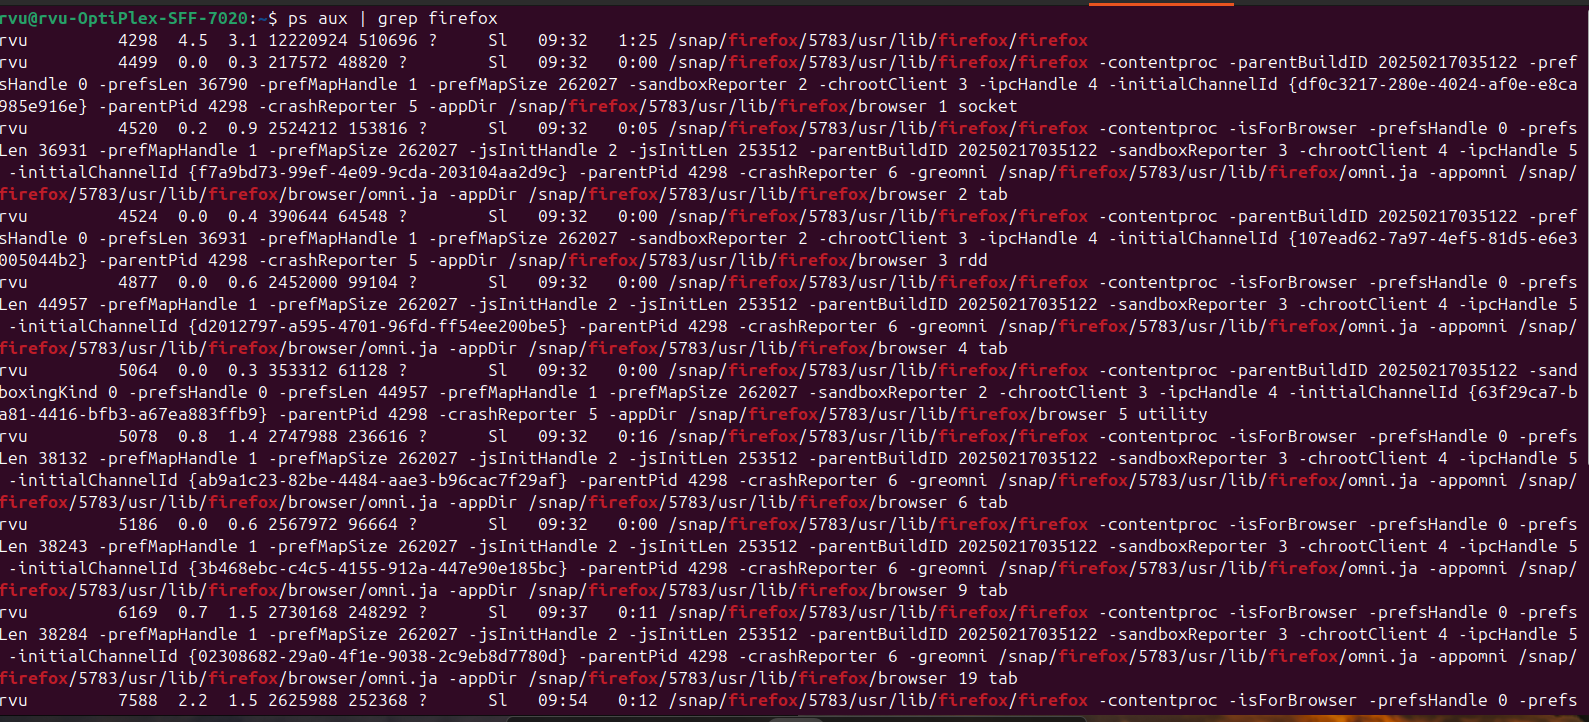 rvu@rvu-OptiPlex-SFF-7020:~$ ps aux | grep firefox
rvu         4298  4.5  3.1 12220924 510696 ?     Sl   09:32   1:25 /snap/firefox/5783/usr/lib/firefox/firefox
rvu         4499  0.0  0.3 217572 48820 ?        Sl   09:32   0:00 /snap/firefox/5783/usr/lib/firefox/firefox -contentproc -parentBuildID 20250217035122 -pref
sHandle 0 -prefsLen 36790 -prefMapHandle 1 -prefMapSize 262027 -sandboxReporter 2 -chrootClient 3 -ipcHandle 4 -initialChannelId {df0c3217-280e-4024-af0e-e8ca
985e916e} -parentPid 4298 -crashReporter 5 -appDir /snap/firefox/5783/usr/lib/firefox/browser 1 socket
rvu         4520  0.2  0.9 2524212 153816 ?      Sl   09:32   0:05 /snap/firefox/5783/usr/lib/firefox/firefox -contentproc -isForBrowser -prefsHandle 0 -prefs
Len 36931 -prefMapHandle 1 -prefMapSize 262027 -jsInitHandle 2 -jsInitLen 253512 -parentBuildID 20250217035122 -sandboxReporter 3 -chrootClient 4 -ipcHandle 5
 -initialChannelId {f7a9bd73-99ef-4e09-9cda-203104aa2d9c} -parentPid 4298 -crashReporter 6 -greomni /snap/firefox/5783/usr/lib/firefox/omni.ja -appomni /snap/
firefox/5783/usr/lib/firefox/browser/omni.ja -appDir /snap/firefox/5783/usr/lib/firefox/browser 2 tab
rvu         4524  0.0  0.4 390644 64548 ?        Sl   09:32   0:00 /snap/firefox/5783/usr/lib/firefox/firefox -contentproc -parentBuildID 20250217035122 -pref
sHandle 0 -prefsLen 36931 -prefMapHandle 1 -prefMapSize 262027 -sandboxReporter 2 -chrootClient 3 -ipcHandle 4 -initialChannelId {107ead62-7a97-4ef5-81d5-e6e3
005044b2} -parentPid 4298 -crashReporter 5 -appDir /snap/firefox/5783/usr/lib/firefox/browser 3 rdd
rvu         4877  0.0  0.6 2452000 99104 ?       Sl   09:32   0:00 /snap/firefox/5783/usr/lib/firefox/firefox -contentproc -isForBrowser -prefsHandle 0 -prefs
Len 44957 -prefMapHandle 1 -prefMapSize 262027 -jsInitHandle 2 -jsInitLen 253512 -parentBuildID 20250217035122 -sandboxReporter 3 -chrootClient 4 -ipcHandle 5
 -initialChannelId {d2012797-a595-4701-96fd-ff54ee200be5} -parentPid 4298 -crashReporter 6 -greomni /snap/firefox/5783/usr/lib/firefox/omni.ja -appomni /snap/
firefox/5783/usr/lib/firefox/browser/omni.ja -appDir /snap/firefox/5783/usr/lib/firefox/browser 4 tab
rvu         5064  0.0  0.3 353312 61128 ?        Sl   09:32   0:00 /snap/firefox/5783/usr/lib/firefox/firefox -contentproc -parentBuildID 20250217035122 -sand
boxingKind 0 -prefsHandle 0 -prefsLen 44957 -prefMapHandle 1 -prefMapSize 262027 -sandboxReporter 2 -chrootClient 3 -ipcHandle 4 -initialChannelId {63f29ca7-b
a81-4416-bfb3-a67ea883ffb9} -parentPid 4298 -crashReporter 5 -appDir /snap/firefox/5783/usr/lib/firefox/browser 5 utility
rvu         5078  0.8  1.4 2747988 236616 ?      Sl   09:32   0:16 /snap/firefox/5783/usr/lib/firefox/firefox -contentproc -isForBrowser -prefsHandle 0 -prefs
Len 38132 -prefMapHandle 1 -prefMapSize 262027 -jsInitHandle 2 -jsInitLen 253512 -parentBuildID 20250217035122 -sandboxReporter 3 -chrootClient 4 -ipcHandle 5
 -initialChannelId {ab9a1c23-82be-4484-aae3-b96cac7f29af} -parentPid 4298 -crashReporter 6 -greomni /snap/firefox/5783/usr/lib/firefox/omni.ja -appomni /snap/
firefox/5783/usr/lib/firefox/browser/omni.ja -appDir /snap/firefox/5783/usr/lib/firefox/browser 6 tab
rvu         5186  0.0  0.6 2567972 96664 ?       Sl   09:32   0:00 /snap/firefox/5783/usr/lib/firefox/firefox -contentproc -isForBrowser -prefsHandle 0 -prefs
Len 38243 -prefMapHandle 1 -prefMapSize 262027 -jsInitHandle 2 -jsInitLen 253512 -parentBuildID 20250217035122 -sandboxReporter 3 -chrootClient 4 -ipcHandle 5
 -initialChannelId {3b468ebc-c4c5-4155-912a-447e90e185bc} -parentPid 4298 -crashReporter 6 -greomni /snap/firefox/5783/usr/lib/firefox/omni.ja -appomni /snap/
firefox/5783/usr/lib/firefox/browser/omni.ja -appDir /snap/firefox/5783/usr/lib/firefox/browser 9 tab
rvu         6169  0.7  1.5 2730168 248292 ?      Sl   09:37   0:11 /snap/firefox/5783/usr/lib/firefox/firefox -contentproc -isForBrowser -prefsHandle 0 -prefs
Len 38284 -prefMapHandle 1 -prefMapSize 262027 -jsInitHandle 2 -jsInitLen 253512 -parentBuildID 20250217035122 -sandboxReporter 3 -chrootClient 4 -ipcHandle 5
 -initialChannelId {02308682-29a0-4f1e-9038-2c9eb8d7780d} -parentPid 4298 -crashReporter 6 -greomni /snap/firefox/5783/usr/lib/firefox/omni.ja -appomni /snap/
firefox/5783/usr/lib/firefox/browser/omni.ja -appDir /snap/firefox/5783/usr/lib/firefox/browser 19 tab
rvu         7588  2.2  1.5 2625988 252368 ?      Sl   09:54   0:12 /snap/firefox/5783/usr/lib/firefox/firefox -contentproc -isForBrowser -prefsHandle 0 -prefs